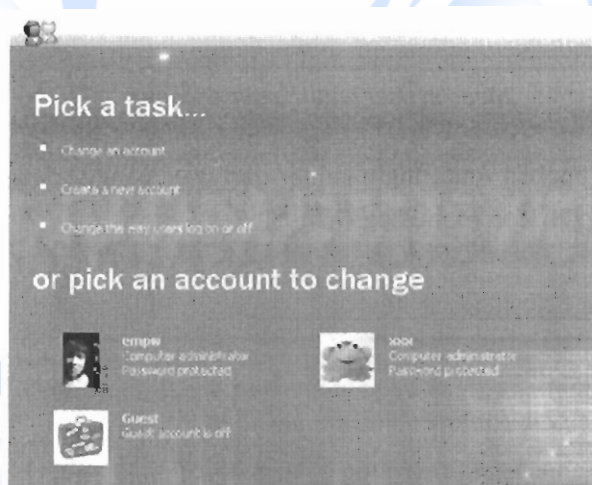 Pick a task...
Change an account
Create a new account
Change the way users log on or off
or pick an account to change
empw
Computer administrator
Password protected
Computer administrator
Password protected
Guest
Guest account is off